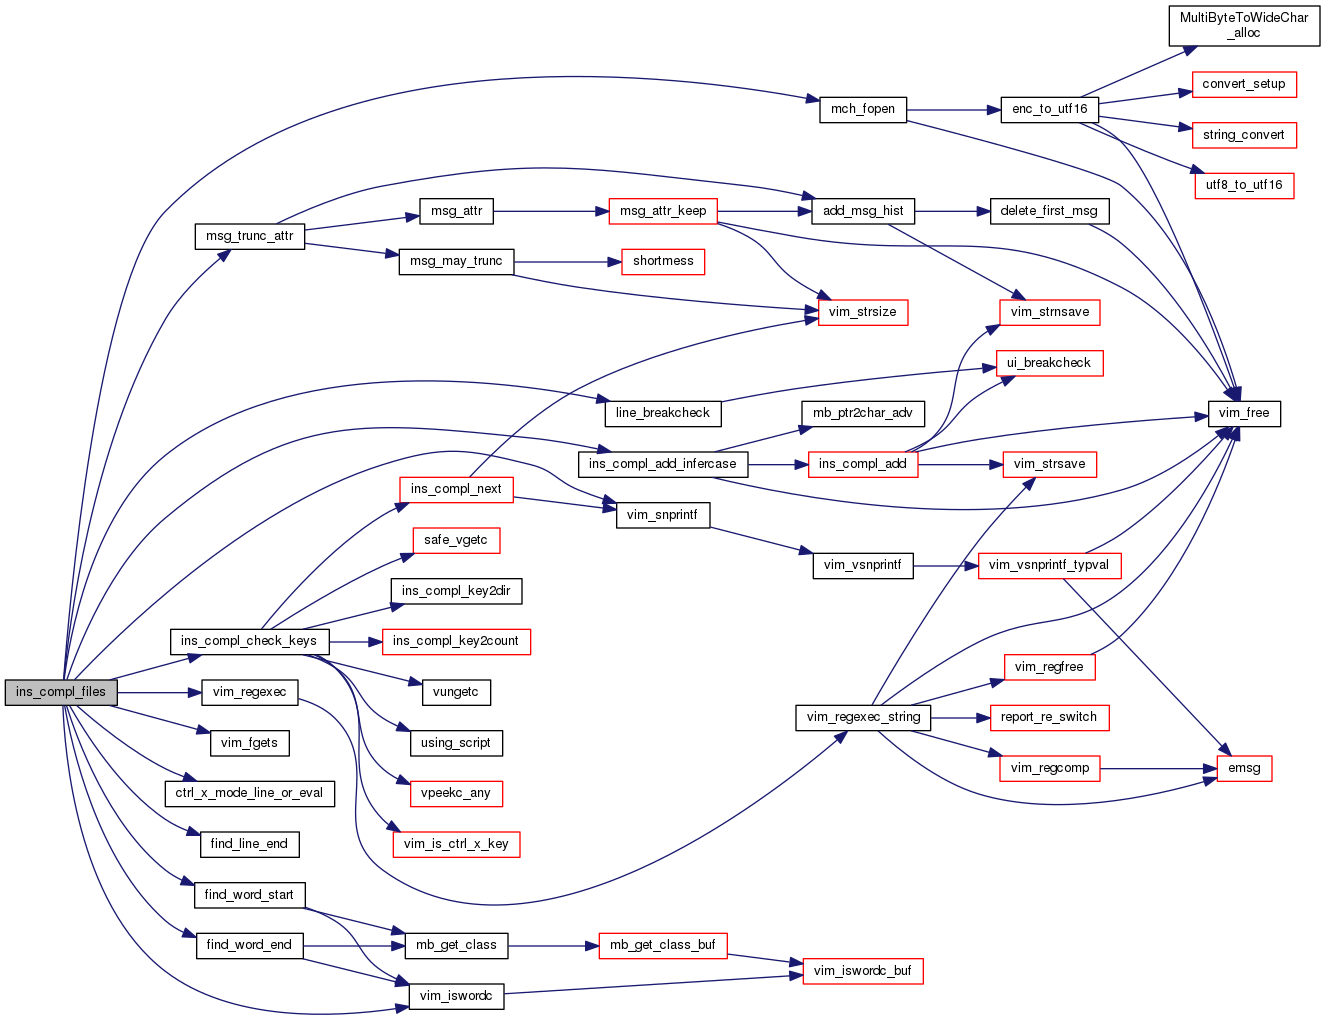 MultiByteToWideChar
_alloc
convert_setup
mch_fopen
enc_to_utf16
string_convert
utf8_to_utf16
msg_attr
msg_attr_keep
add_msg_hist
delete_first_msg
msg_trunc_attr
msg_may_trunc
shortmess
vim_strsize
vim_strnsave
ui_breakcheck
line_breakcheck
mb_ptr2char_adv
vim_free
ins_compl_add_infercase
ins_compl_add
vim_strsave
ins_compl_next
vim_snprintf
safe_vgetc
vim_vsnprintf
vim_vsnprintf_typval
ins_compl_key2dir
ins_compl_check_keys
ins_compl_key2count
vim_regfree
ins_compl_files
vim_regexec
vungetc
vim_regexec_string
report_re_switch
vim_fgets
using_script
vim_regcomp
emsg
ctrl_x_mode_line_or_eval
vpeekc_any
find_line_end
vim_is_ctrl_x_key
find_word_start
find_word_end
mb_get_class
mb_get_class_buf
vim_iswordc_buf
vim_iswordc